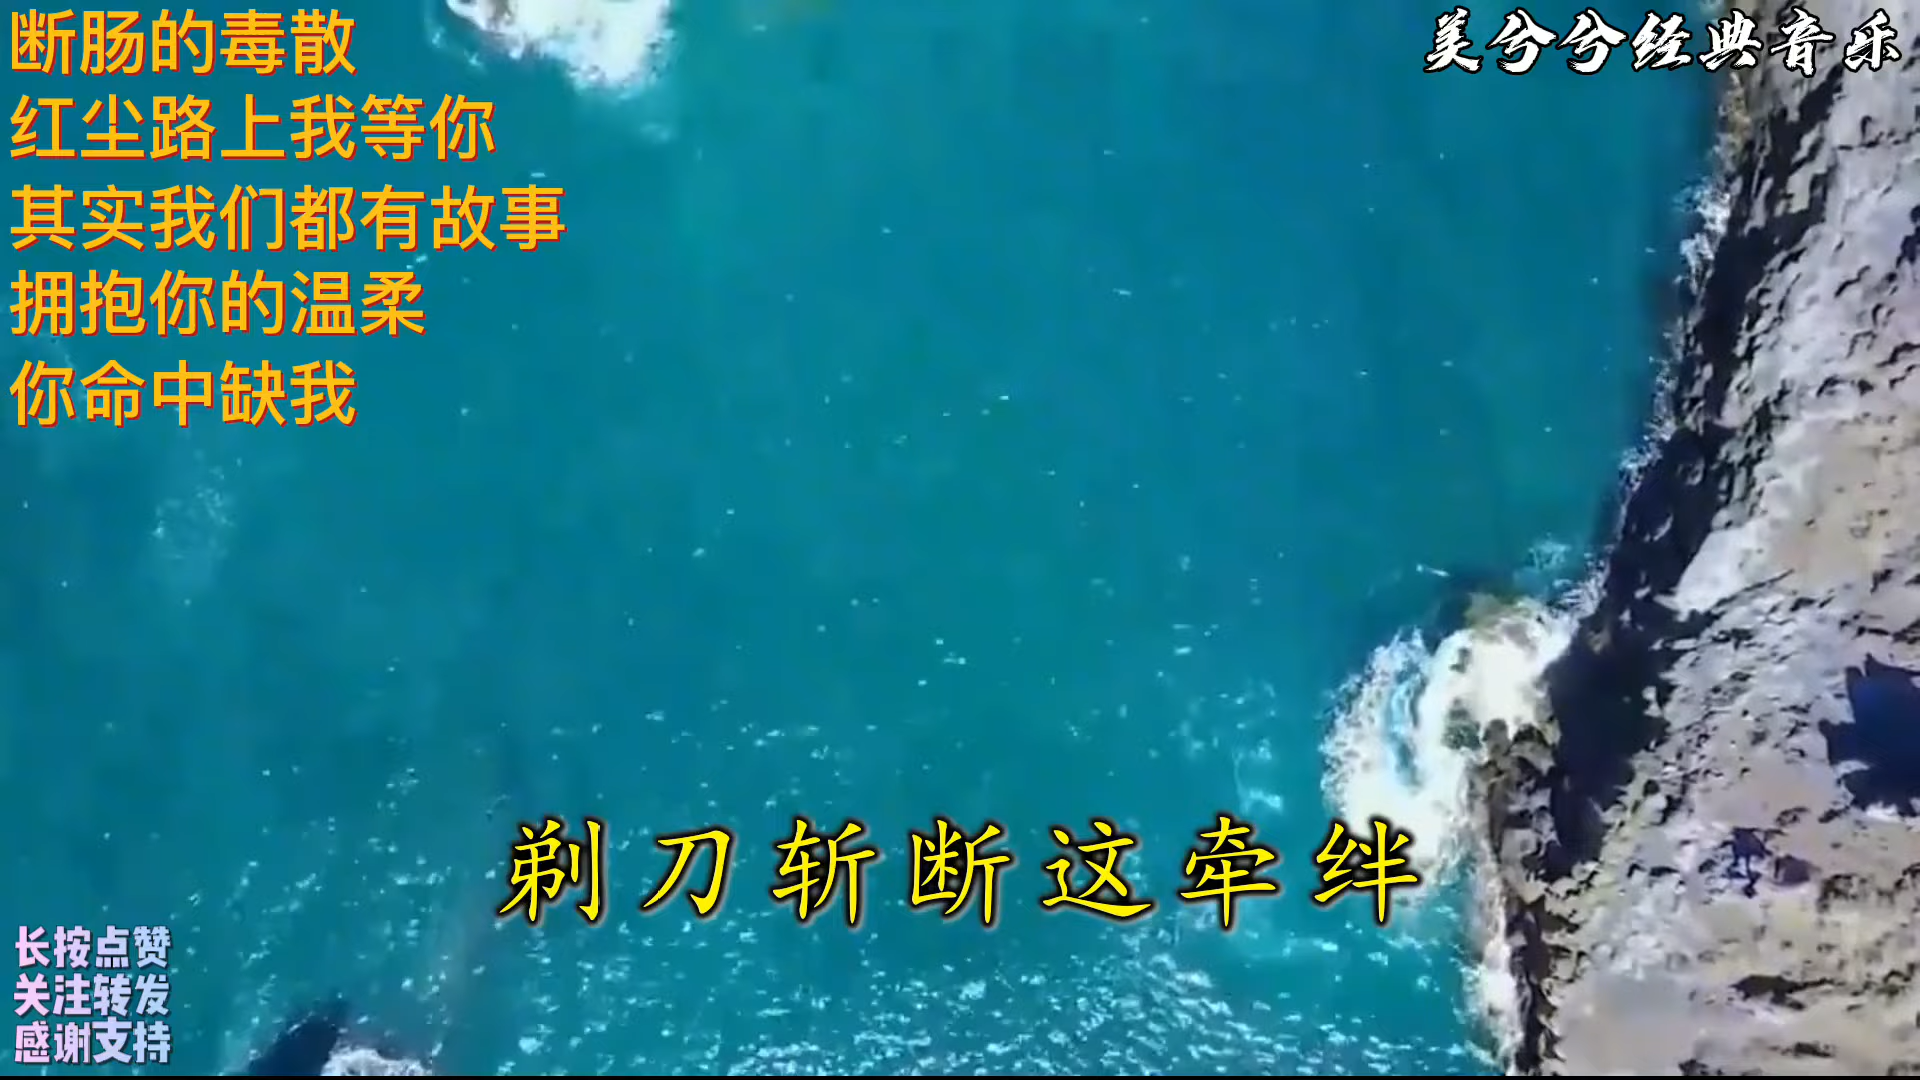 断肠的毒散
红尘路上我等你
其实我们都有故事
拥抱你的温柔
你命中缺我
美兮兮经典音乐
剃刀斩断这牵绊
长按点赞
关注转发
感谢支持